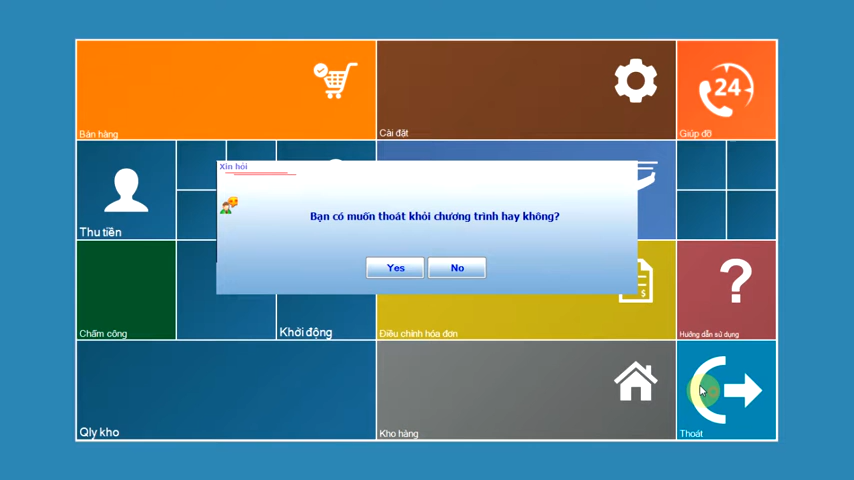 Bán hàng
Cài đặt
24
Giúp đỡ
Xin hỏi
Bạn có muốn thoát khỏi chương trình hay không?
Yes
No
Thu tiền
Chấm công
Khởi động
$
Điều chỉnh hóa đơn
?
Hướng dẫn sử dụng
Qly kho
Kho hàng
Thoát